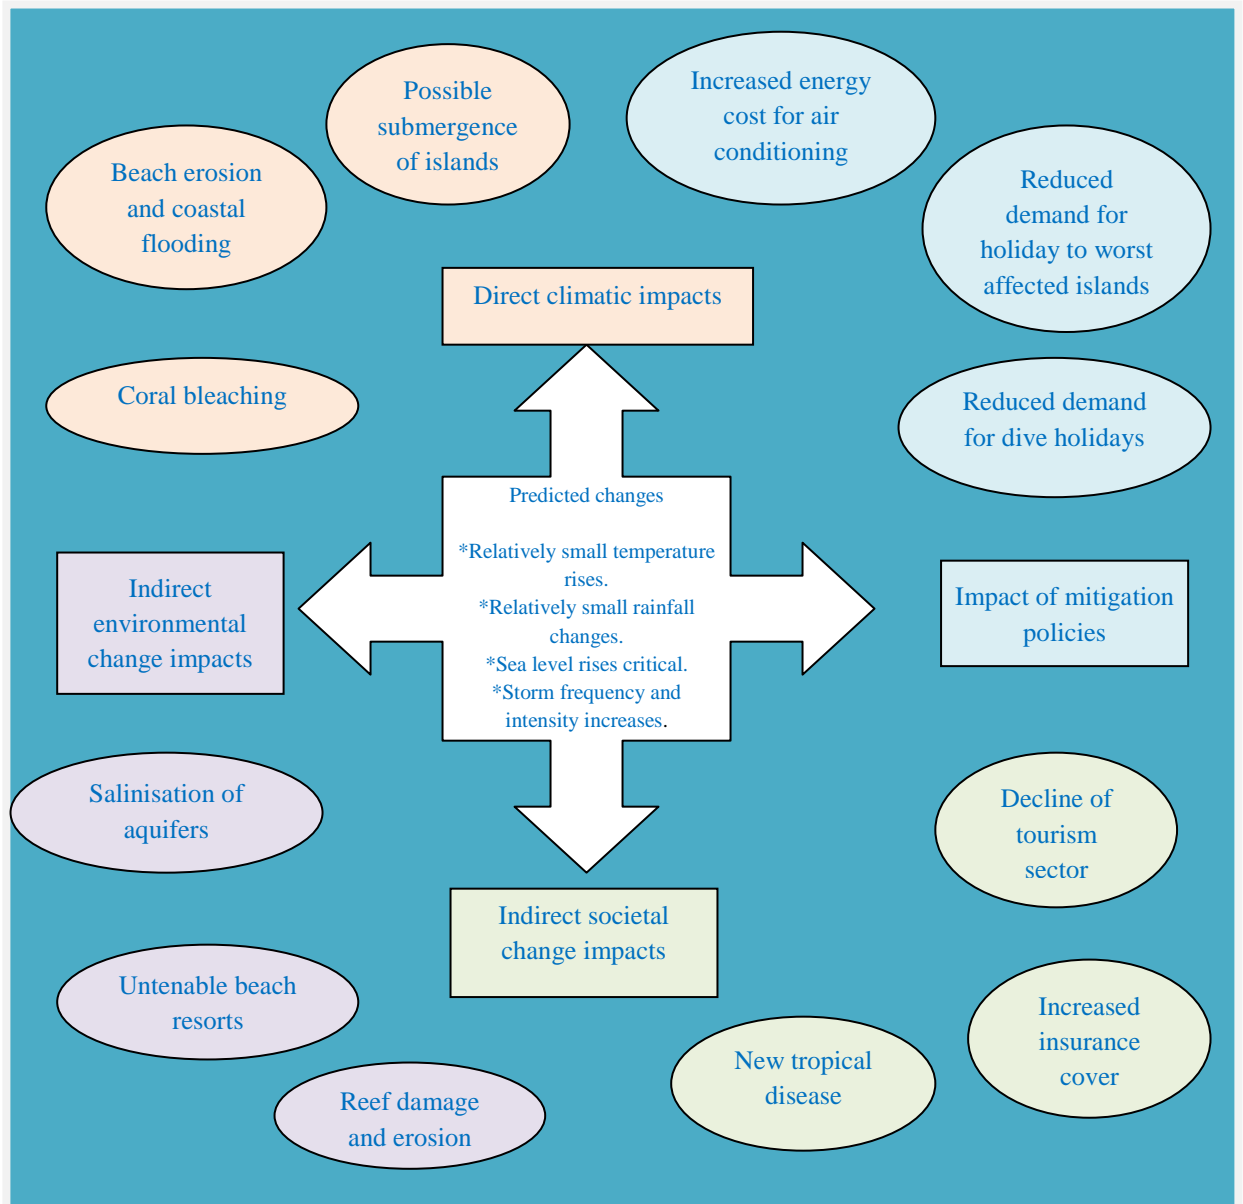 Possible
submergence
of islands
Increased energy
cost for air
conditioning
Beach erosion
and coastal
flooding
Reduced
demand for
holiday to worst
affected islands
Direct climatic impacts
Coral bleaching
Reduced demand
for dive holidays
Predicted changes
*Relatively small temperature
rises.
*Relatively small rainfall
changes.
*Sea level rises critical.
*Storm frequency and
intensity increases.
Indirect
environmental
change impacts
Impact of mitigation
policies
Salinisation of
aquifers
Decline of
tourism
sector
Indirect societal
change impacts
Untenable beach
resorts
Increased
insurance
cover
New tropical
disease
Reef damage
and erosion